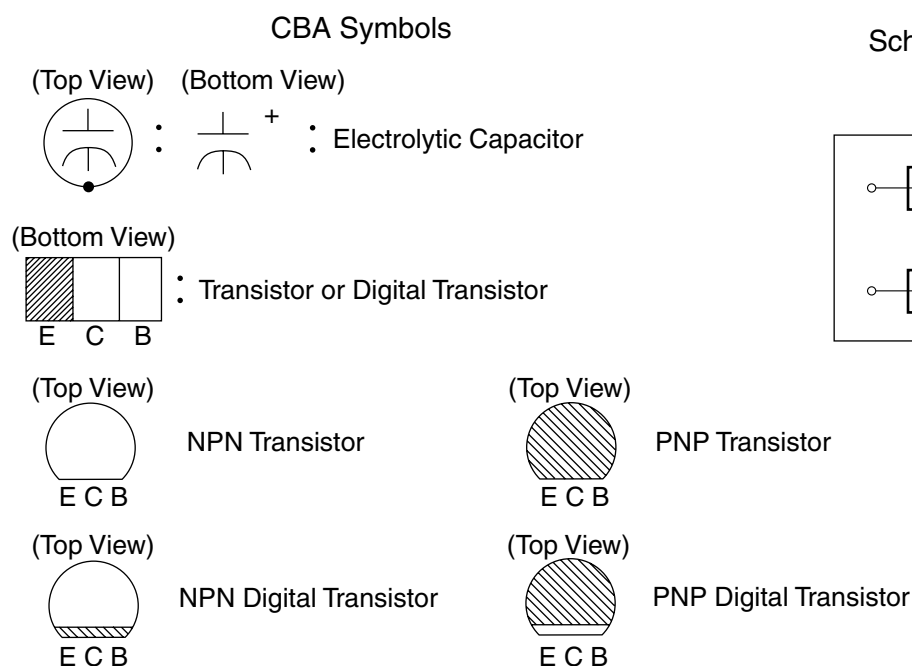 CBA Symbols
Sch
(Top View) (Bottom View)
+
: : Electrolytic Capacitor
(Bottom View)
: Transistor or Digital Transistor
E C B
(Top View) (Top View)
NPN Transistor PNP Transistor
E C B E C B
(Top View) (Top View)
NPN Digital Transistor PNP Digital Transistor
E C B E C B